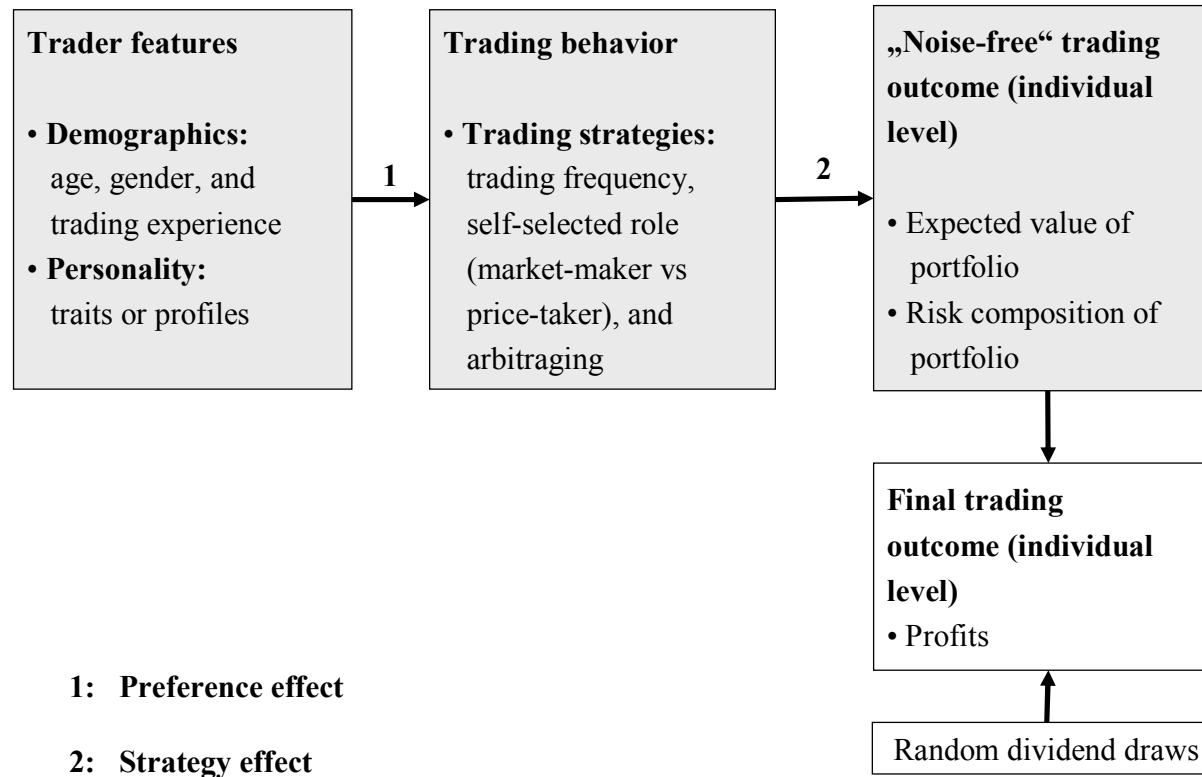 Trader features
• Demographics:
age, gender, and
trading experience
• Personality:
traits or profiles
1
Trading behavior
• Trading strategies:
trading frequency,
self-selected role
(market-maker vs
price-taker), and
arbitraging
2
„Noise-free“ trading
outcome (individual
level)
• Expected value of
portfolio
• Risk composition of
portfolio
Final trading
outcome (individual
level)
• Profits
Random dividend draws
1: Preference effect
2: Strategy effect